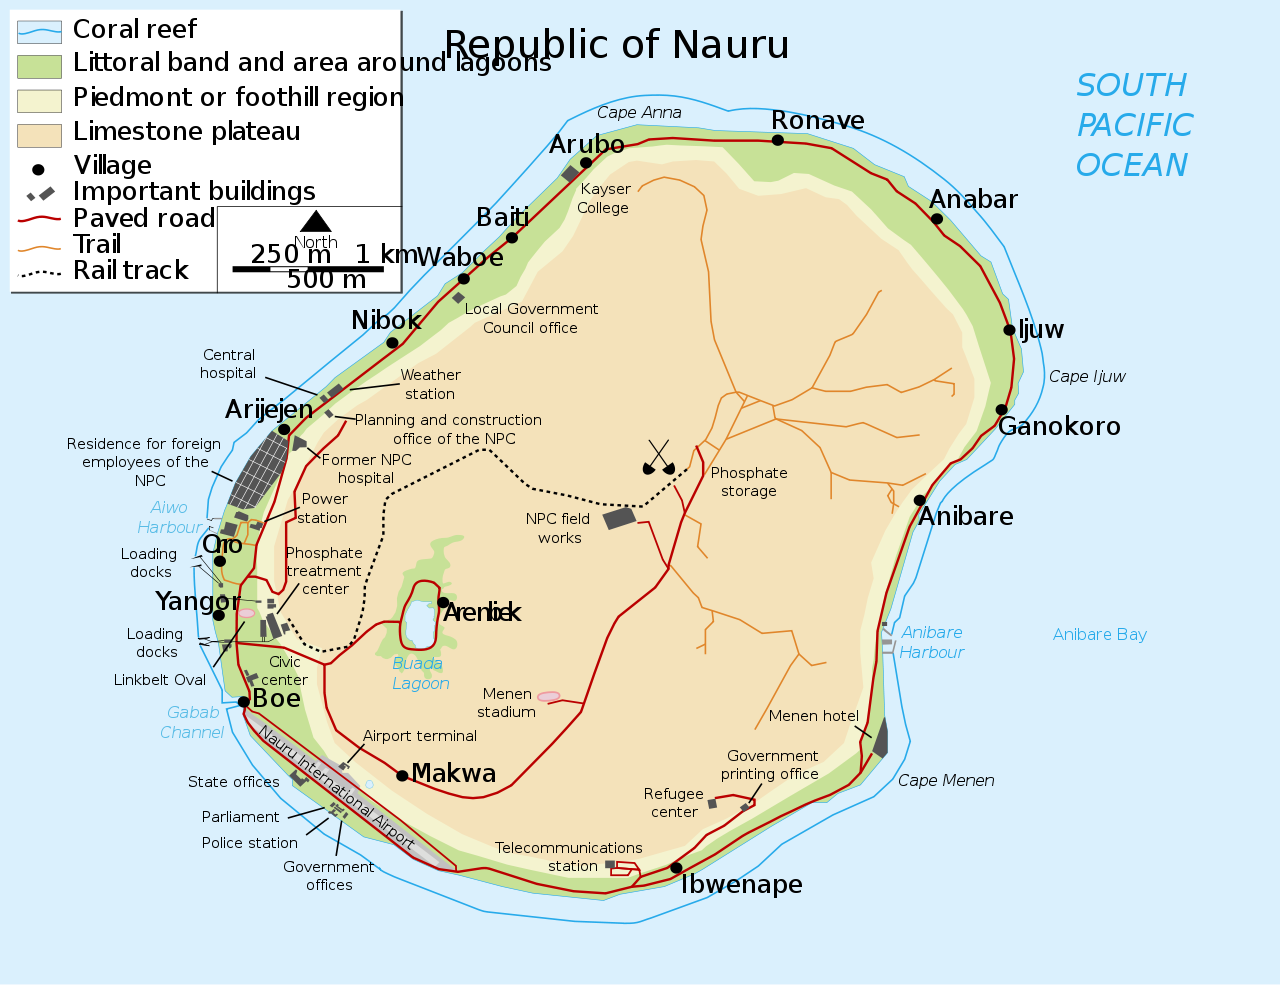 Republic of Nauru
Coral reef
Littoral band and area around lagoons
Piedmont or foothill region
Limestone plateau
Village
Important buildings
Paved road
Trail
Rail track
North
250 m 1 km
500 m
SOUTH
PACIFIC
OCEAN
Cape Anna
Ronave
Arubo
Kayser
College
Anabar
Baiti
Waboe
Local Government
Council office
Nibok
Ijuw
Cape Ijuw
Central
hospital
Weather
station
Arijejen
Planning and construction
office of the NPC
Ganokoro
Residence for foreign
employees of the
NPC
Former NPC
hospital
Phosphate
storage
Power
station
Aiwo
Harbour
NPC field
works
Anibare
Orro
Loading
docks
Phosphate
treatment
center
Yangor
Arenibek
Loading
docks
Anibare
Harbour
Anibare Bay
Linkbelt Oval
Civic
center
Buada
Lagoon
Boe
Menen
stadium
Gabab
Channel
Menen hotel
Nauru International Airport
Airport terminal
Makwa
Government
printing office
Cape Menen
State offices
Refugee
center
Parliament
Police station
Telecommunications
station
Government
offices
Ibwenape